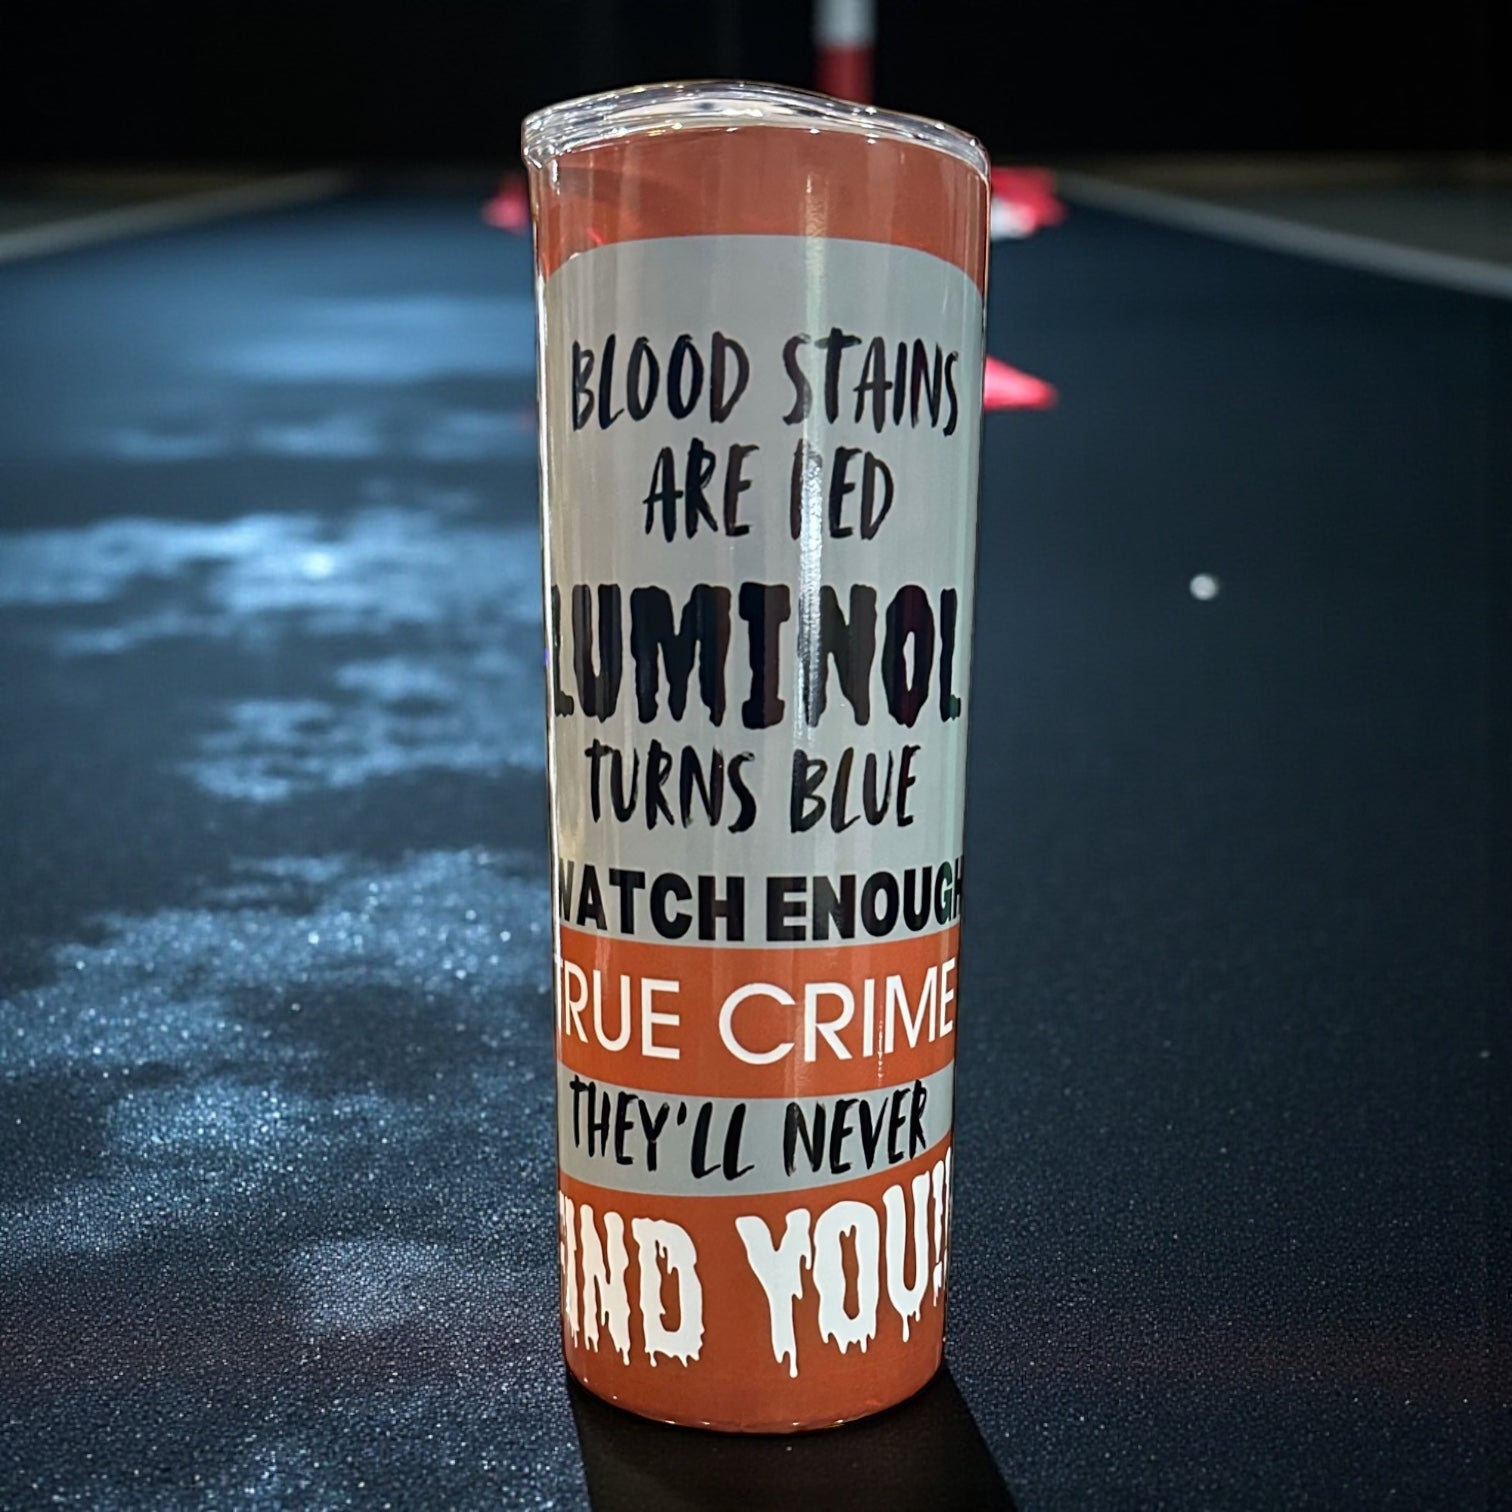 BLOOD STAINS
ARE RED
LUMINOL
TURNS BLUE
WATCH ENOUGH
TRUE CRIME
THEY'LL NEVER
FIND YOU!!